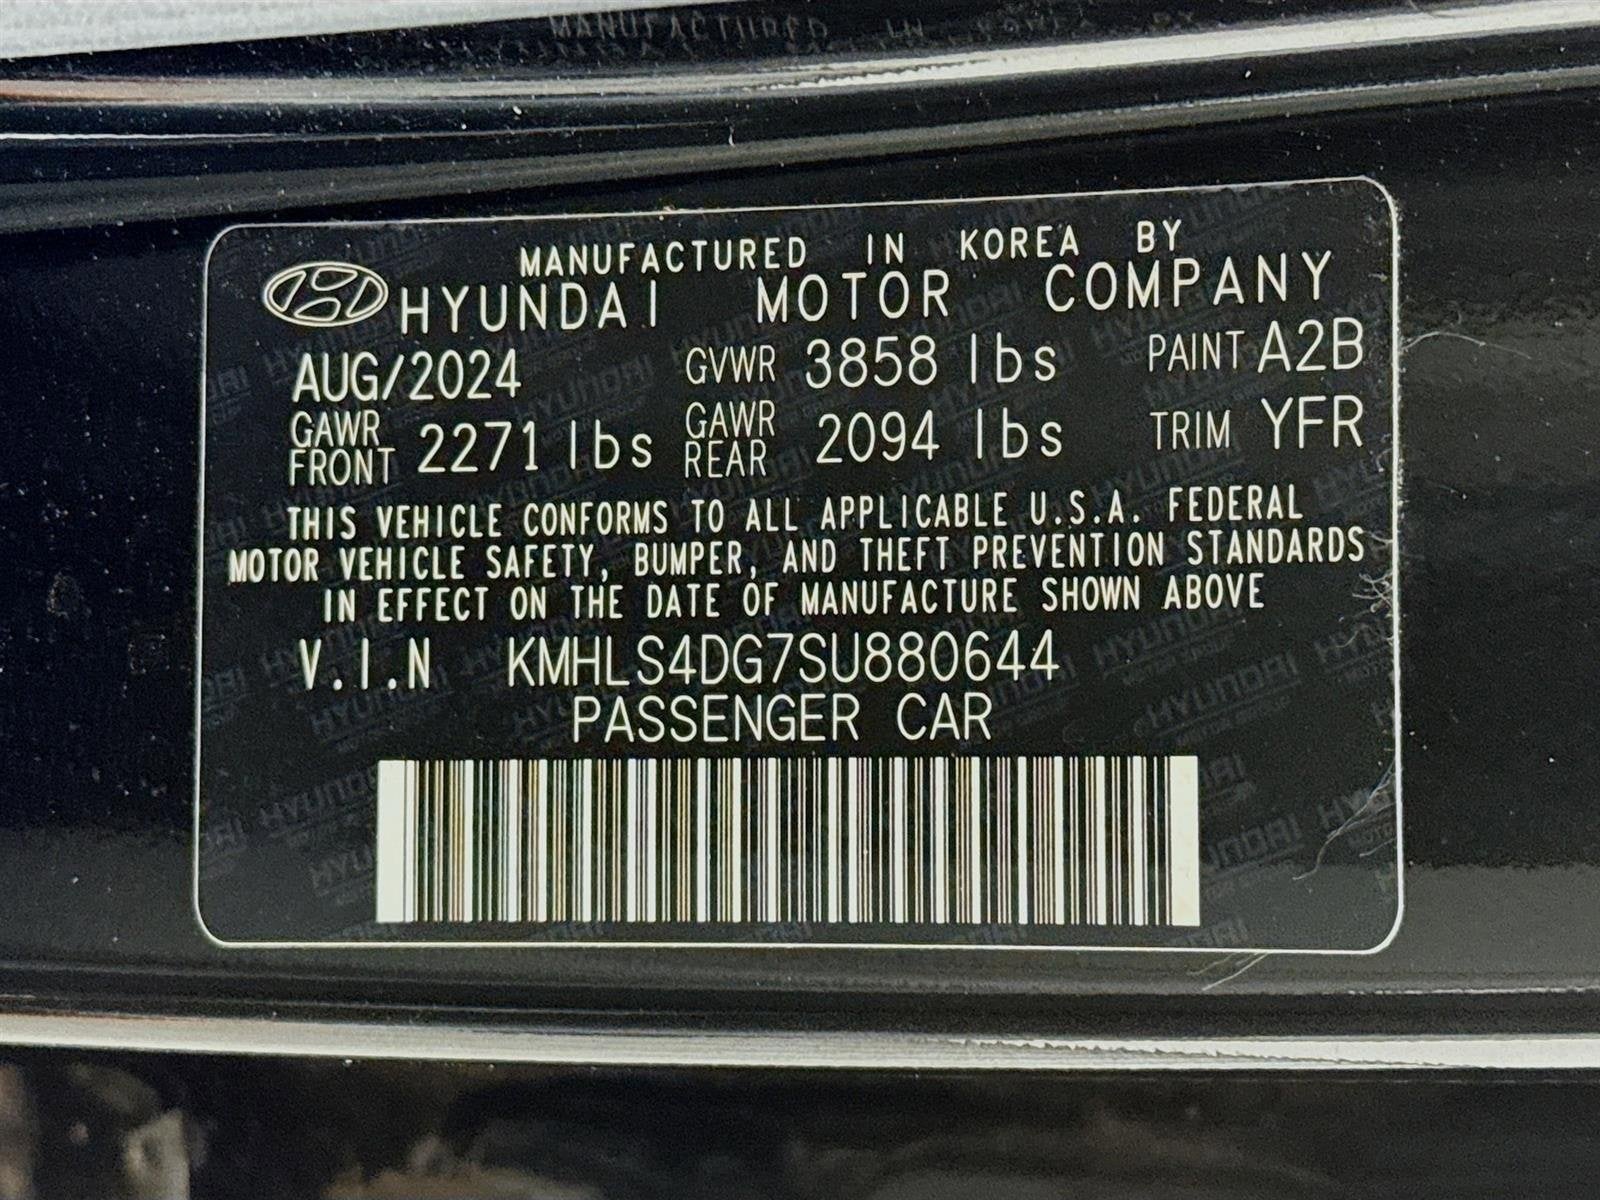 MANUFACTURED IN KOREA BY
HYUNDAI MOTOR COMPANY
AUG/2024 GVWR 3858 lbs PAINT A2B
GAWR FRONT 2271 lbs GAWR REAR 2094 lbs TRIM YFR
THIS VEHICLE CONFORMS TO ALL APPLICABLE U.S.A. FEDERAL
MOTOR VEHICLE SAFETY, BUMPER, AND THEFT PREVENTION STANDARDS
IN EFFECT ON THE DATE OF MANUFACTURE SHOWN ABOVE
V.I.N KMHLS4DG7SU880644
PASSENGER CAR